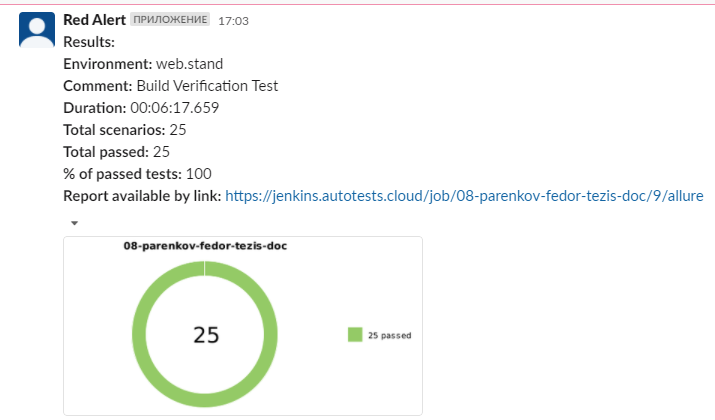 Red Alert ПРИЛОЖЕНИЕ 17:03
Results:
Environment: web.stand
Comment: Build Verification Test
Duration: 00:06:17.659
Total scenarios: 25
Total passed: 25
% of passed tests: 100
Report available by link: https://jenkins.autotests.cloud/job/08-parenkov-fedor-tezis-doc/9/allure
08-parenkov-fedor-tezis-doc
25
25 passed